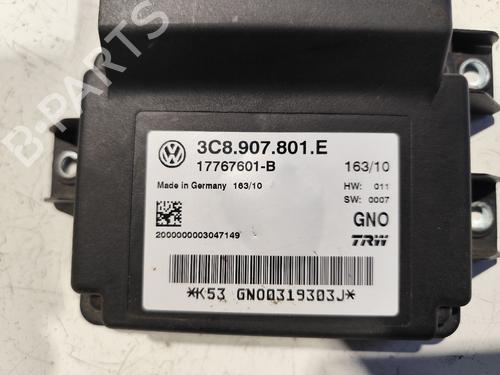 B-PARTS
3C8.907.801.E
17767601-B 163/10
Made in Germany 163/10 HW: 011
SW: 0007
GNO
2000000003047149 TRW
*K53 GNO0319303J*